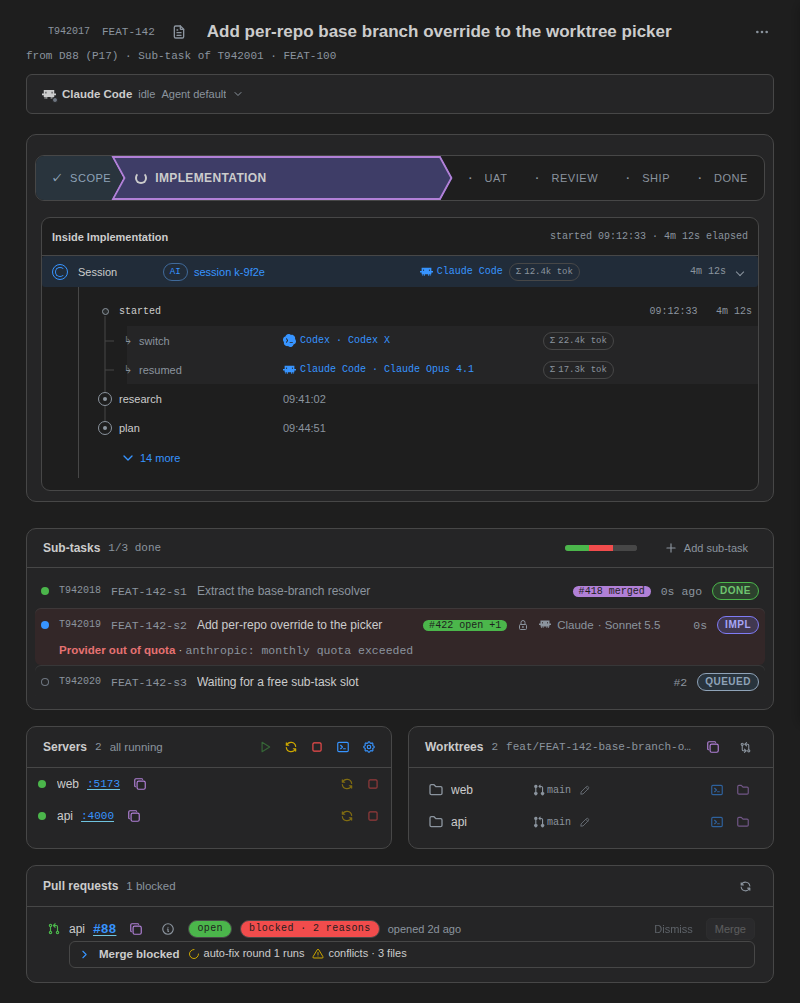 T942017 FEAT-142 Add per-repo base branch override to the worktree picker
from D88 (P17) · Sub-task of T942001 · FEAT-100
Claude Code idle Agent default
SCOPE IMPLEMENTATION · UAT · REVIEW · SHIP · DONE
Inside Implementation started 09:12:33 · 4m 12s elapsed
Session AI session k-9f2e Claude Code Σ 12.4k tok 4m 12s
started 09:12:33 4m 12s
↳ switch Codex · Codex X Σ 22.4k tok
↳ resumed Claude Code · Claude Opus 4.1 Σ 17.3k tok
research 09:41:02
plan 09:44:51
14 more
Sub-tasks 1/3 done Add sub-task
T942018 FEAT-142-s1 Extract the base-branch resolver #418 merged 0s ago DONE
T942019 FEAT-142-s2 Add per-repo override to the picker #422 open +1 Claude · Sonnet 5.5 0s IMPL
Provider out of quota · anthropic: monthly quota exceeded
T942020 FEAT-142-s3 Waiting for a free sub-task slot #2 QUEUED
Servers 2 all running
web :5173
api :4000
Worktrees 2 feat/FEAT-142-base-branch-o…
web main
api main
Pull requests 1 blocked
api #88 open blocked · 2 reasons opened 2d ago Dismiss Merge
Merge blocked auto-fix round 1 runs conflicts · 3 files